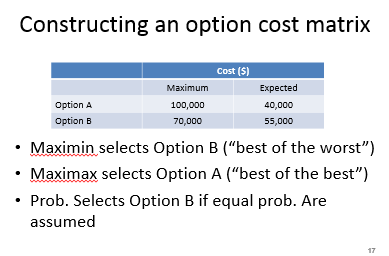 Constructing an option cost matrix
Cost ($)
Maximum Expected
Option A 100,000 40,000
Option B 70,000 55,000
• Maximin selects Option B (“best of the worst”)
• Maximax selects Option A (“best of the best”)
• Prob. Selects Option B if equal prob. Are
assumed
17